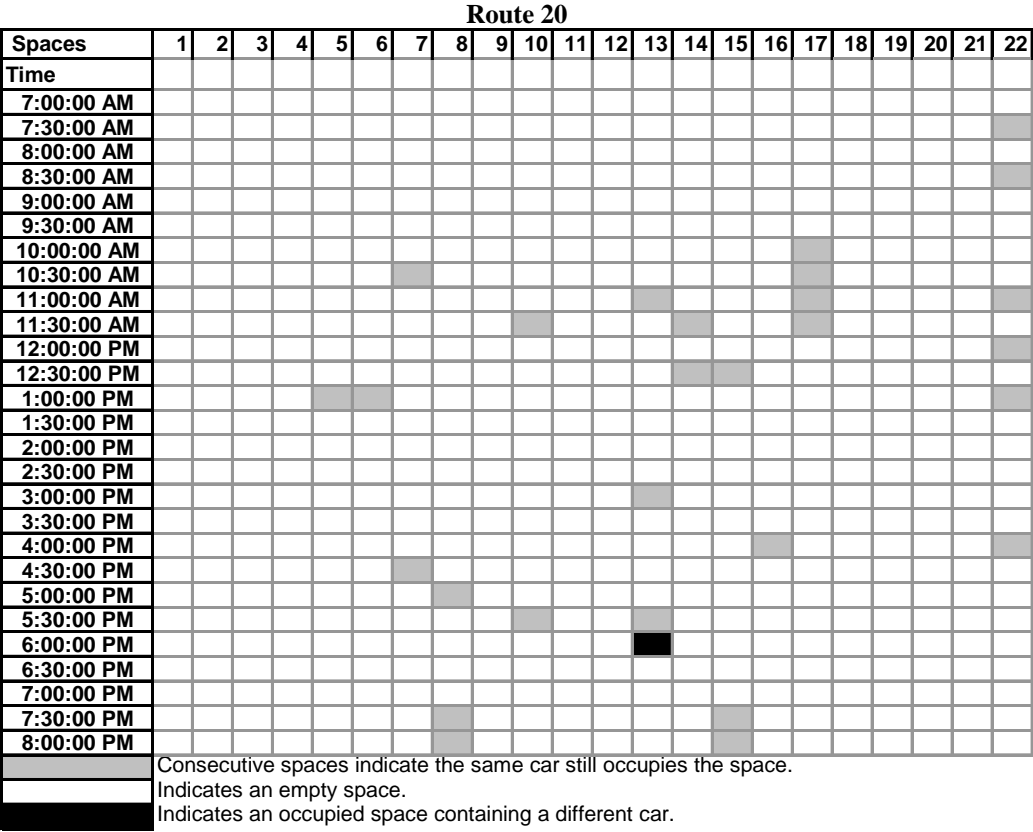 Route 20
Spaces 1 2 3 4 5 6 7 8 9 10 11 12 13 14 15 16 17 18 19 20 21 22
Time
7:00:00 AM
7:30:00 AM
8:00:00 AM
8:30:00 AM
9:00:00 AM
9:30:00 AM
10:00:00 AM
10:30:00 AM
11:00:00 AM
11:30:00 AM
12:00:00 PM
12:30:00 PM
1:00:00 PM
1:30:00 PM
2:00:00 PM
2:30:00 PM
3:00:00 PM
3:30:00 PM
4:00:00 PM
4:30:00 PM
5:00:00 PM
5:30:00 PM
6:00:00 PM
6:30:00 PM
7:00:00 PM
7:30:00 PM
8:00:00 PM
Consecutive spaces indicate the same car still occupies the space.
Indicates an empty space.
Indicates an occupied space containing a different car.